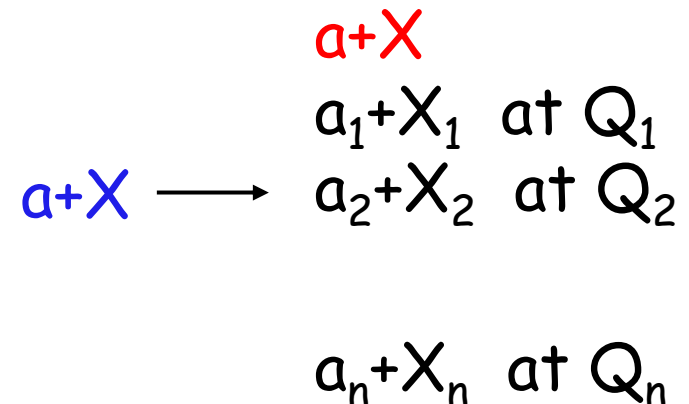 a+X
a₁+X₁ at Q₁
a+X
a₂+X₂ at Q₂
aₙ+Xₙ at Qₙ